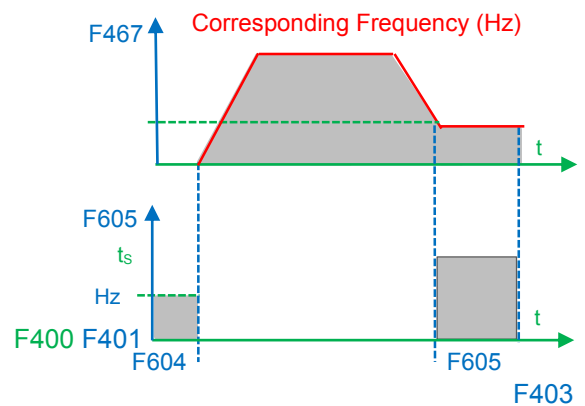 F467 Corresponding Frequency (Hz)
t
F605
ts
Hz
t
F400 F401
F604 F605
F403